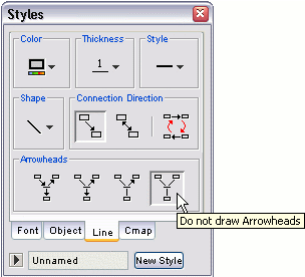 Styles
Color Thickness Style
1
Shape Connection Direction
Arrowheads
Do not draw Arrowheads
Font Object Line Cmap
Unnamed New Style